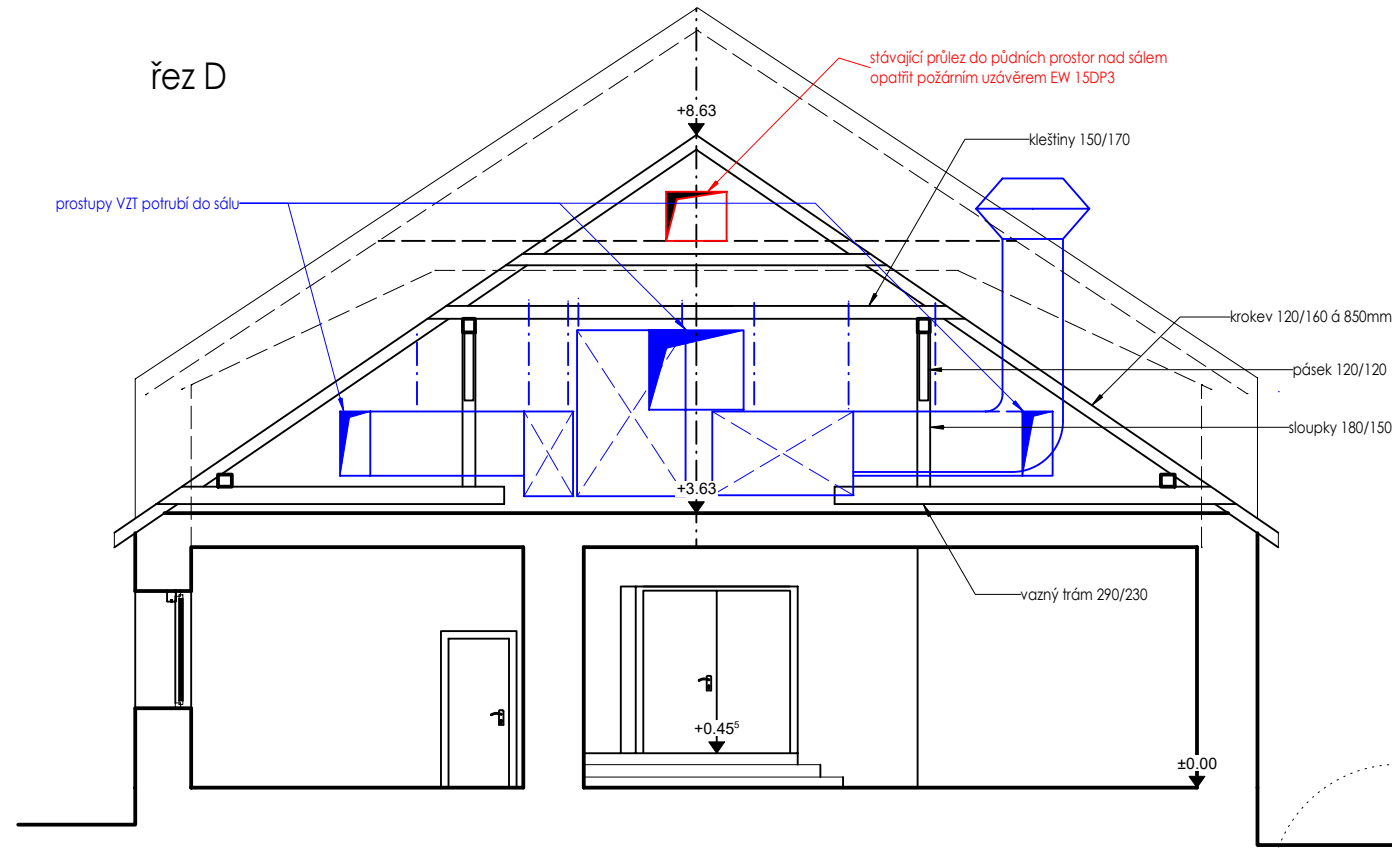 řez D
stávající průlez do půdních prostor nad sálem
opatřit požárním uzávěrem EW 15DP3
+8.63
kleštiny 150/170
prostupy VZT potrubí do sálu
krokev 120/160 á 850mm
pásek 120/120
sloupky 180/150
+3.63
vazný trám 290/230
+0.45⁵
±0.00